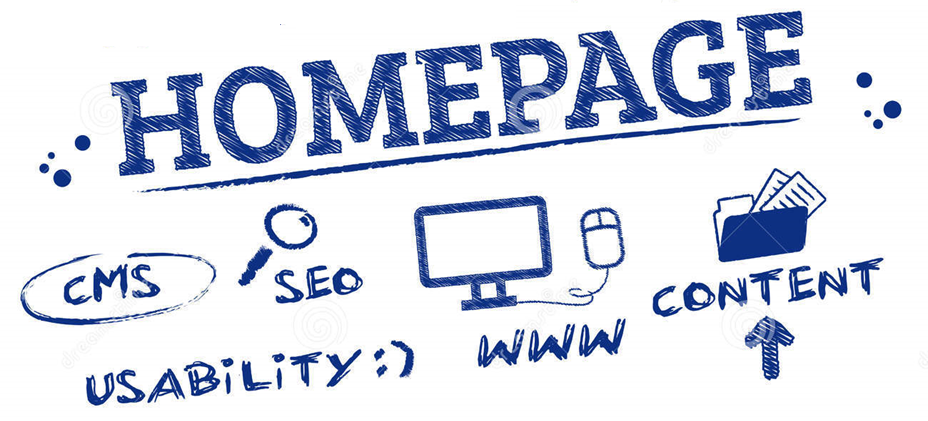 HOMEPAGE
CMS
SEO
CONTENT
WWW
USABILITY :)